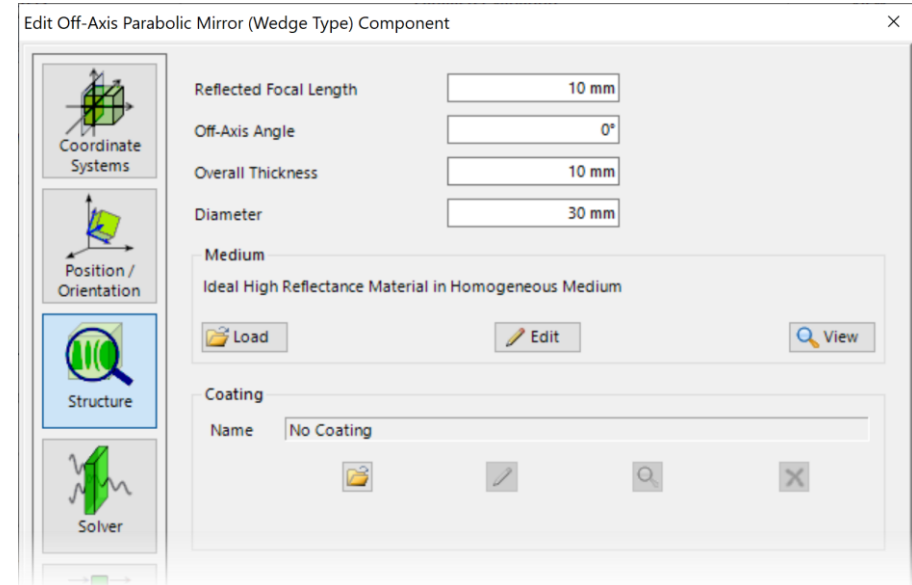 Edit Off-Axis Parabolic Mirror (Wedge Type) Component
Coordinate
Systems
Position /
Orientation
Structure
Solver
Reflected Focal Length 10 mm
Off-Axis Angle 0°
Overall Thickness 10 mm
Diameter 30 mm
Medium
Ideal High Reflectance Material in Homogeneous Medium
Load Edit View
Coating
Name No Coating